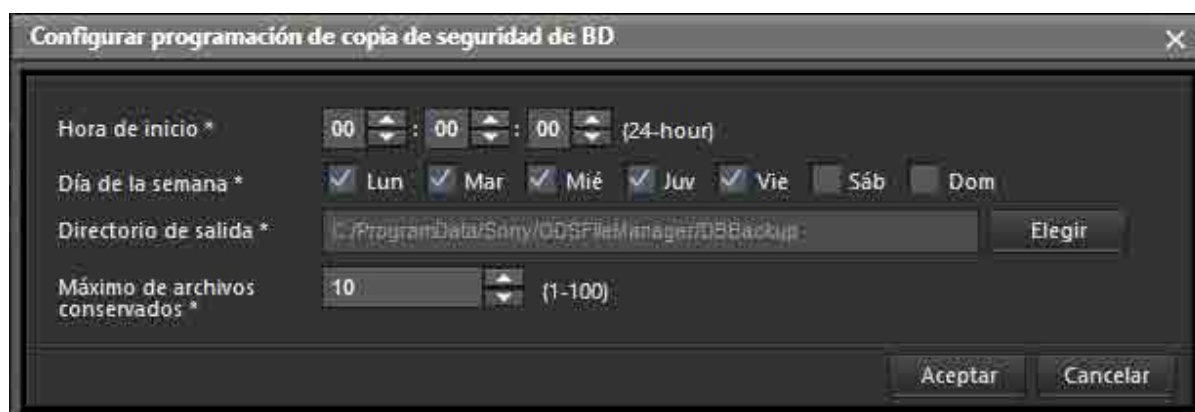 Configurar programación de copia de seguridad de BD
Hora de inicio * 00 : 00 : 00 (24-hour)
Día de la semana * Lun Mar Mié Juv Vie Sáb Dom
Directorio de salida * C:/ProgramData/Sony/ODSFileManager/DBBackup Elegir
Máximo de archivos conservados * 10 (1-100)
Aceptar Cancelar